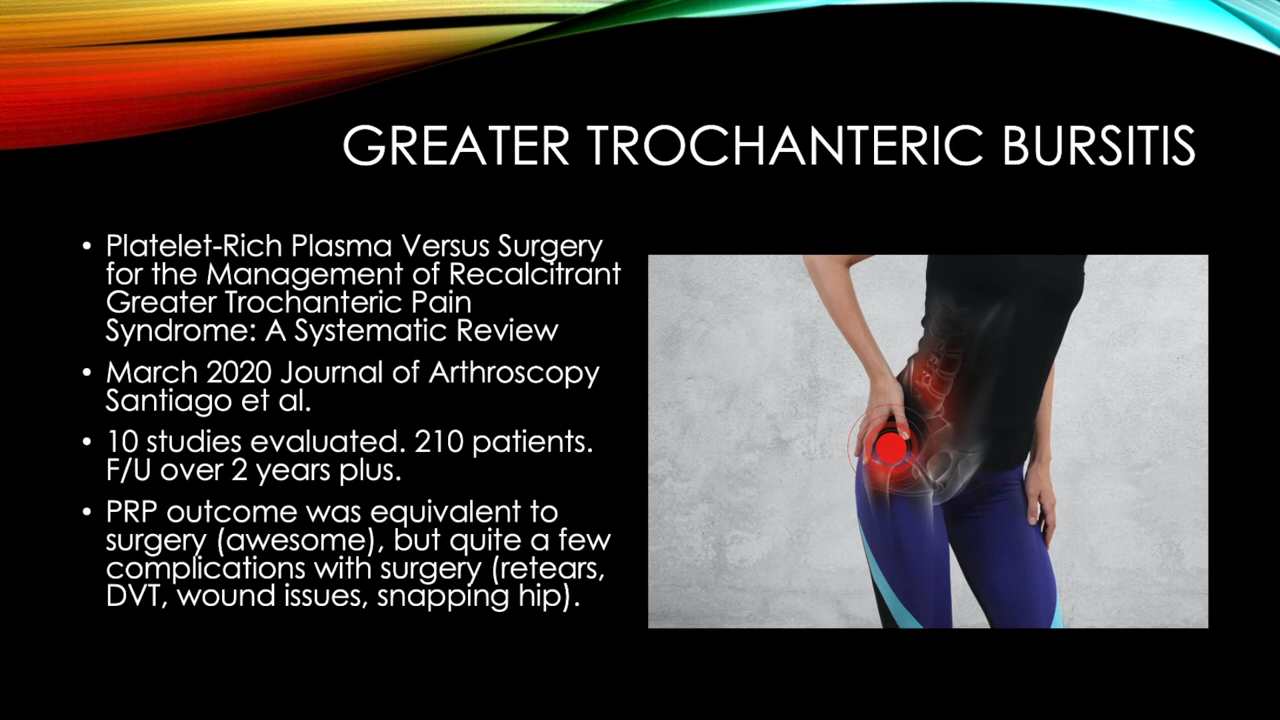 GREATER TROCHANTERIC BURSITIS
• Platelet-Rich Plasma Versus Surgery
for the Management of Recalcitrant
Greater Trochanteric Pain
Syndrome: A Systematic Review
• March 2020 Journal of Arthroscopy
Santiago et al.
• 10 studies evaluated. 210 patients.
F/U over 2 years plus.
• PRP outcome was equivalent to
surgery (awesome), but quite a few
complications with surgery (retears,
DVT, wound issues, snapping hip).